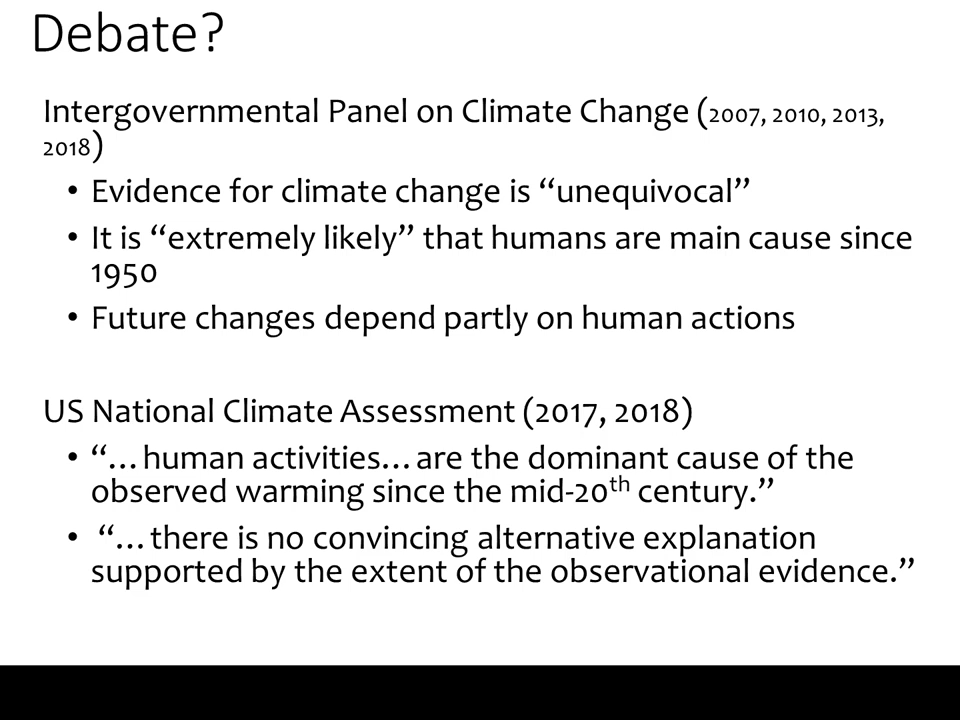 Debate?
Intergovernmental Panel on Climate Change (2007, 2010, 2013,
2018)
• Evidence for climate change is “unequivocal”
• It is “extremely likely” that humans are main cause since
1950
• Future changes depend partly on human actions
US National Climate Assessment (2017, 2018)
• “…human activities…are the dominant cause of the
observed warming since the mid-20th century.”
• “…there is no convincing alternative explanation
supported by the extent of the observational evidence.”